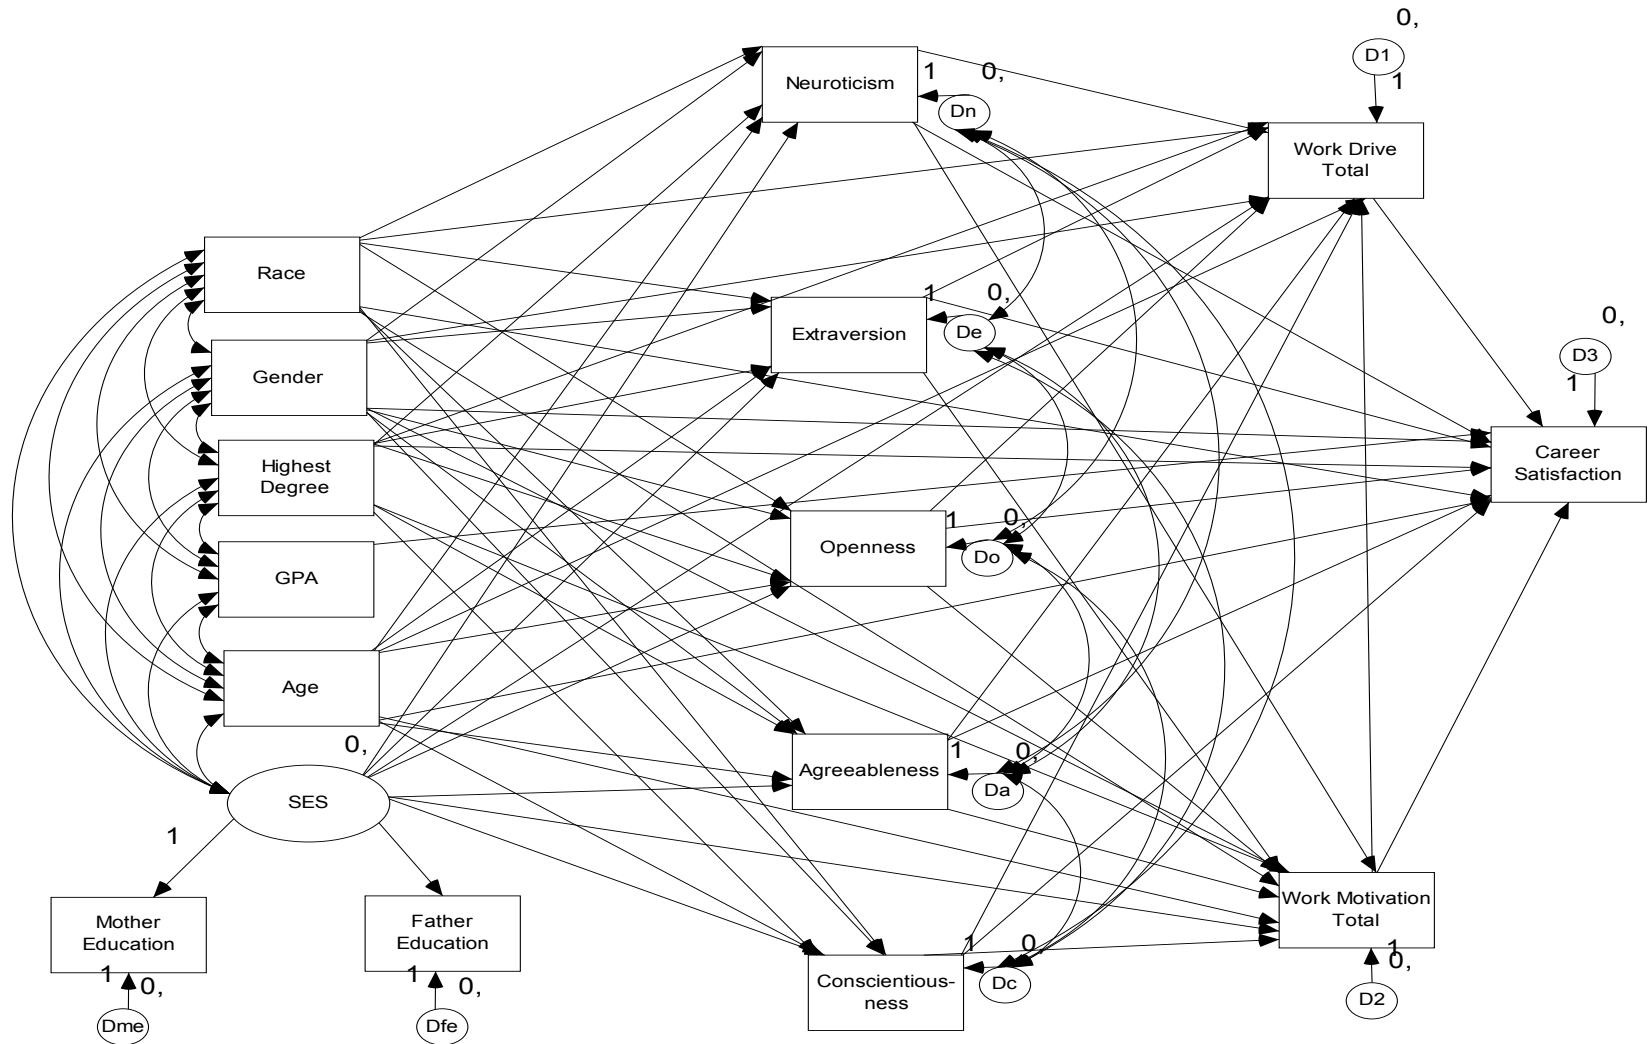 0,
D1
1
Neuroticism
1
0,
Dn
Work Drive
Total
Race
Extraversion
1
0,
De
Gender
0,
D3
1
Highest
Degree
Career
Satisfaction
Openness
1
0,
Do
GPA
Age
0,
SES
Agreeableness
1
0,
Da
1
Mother
Education
1
0,
Dme
Father
Education
1
0,
Dfe
Conscientious-
ness
1
0,
Dc
Work Motivation
Total
1
0,
D2